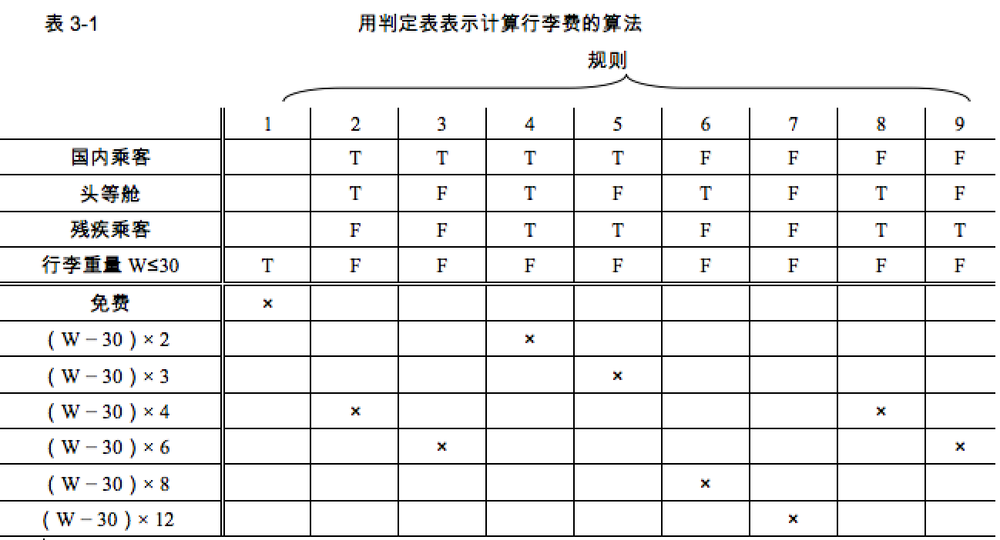 表 3-1 用判定表表示计算行李费的算法
规则
1 2 3 4 5 6 7 8 9
国内乘客 T T T T F F F F
头等舱 T F T F T F T F
残疾乘客 F F T T F F T T
行李重量 W≤30 T F F F F F F F F
免费 ×
( W − 30 ) × 2 ×
( W − 30 ) × 3 ×
( W − 30 ) × 4 × ×
( W − 30 ) × 6 × ×
( W − 30 ) × 8 ×
( W − 30 ) × 12 ×